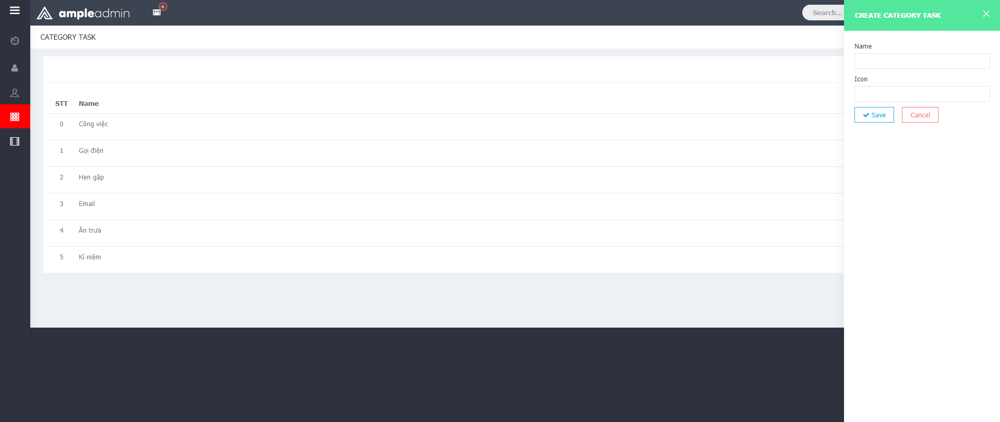 ampleadmin
Search...
CATEGORY TASK
STT Name
0 Công việc
1 Gọi điện
2 Hẹn gặp
3 Email
4 Ăn trưa
5 Kỉ niệm
CREATE CATEGORY TASK
Name
Icon
Save Cancel